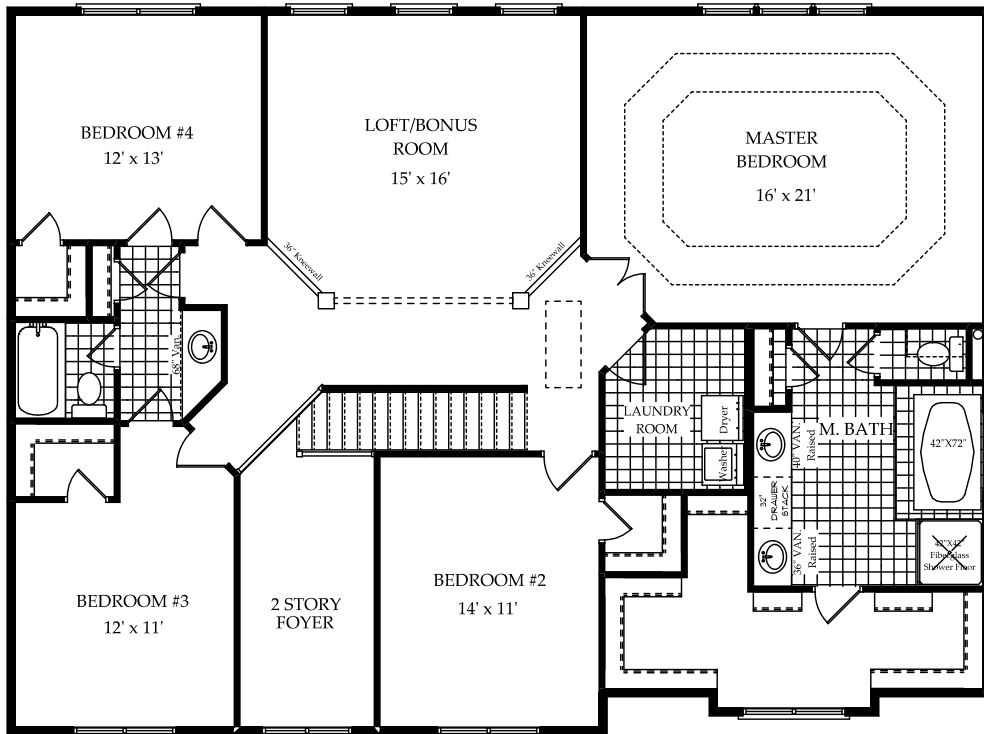 BEDROOM #4
12' x 13'
LOFT/BONUS
ROOM
15' x 16'
MASTER
BEDROOM
16' x 21'
36" Kneewall
36" Kneewall
68" Van.
LAUNDRY
ROOM
Dryer
Washer
M. BATH
40" VAN.
Raised
42"X72"
32"
DRAWER
STACK
36" VAN.
Raised
42"X42"
Fiberglass
Shower Floor
BEDROOM #3
12' x 11'
2 STORY
FOYER
BEDROOM #2
14' x 11'